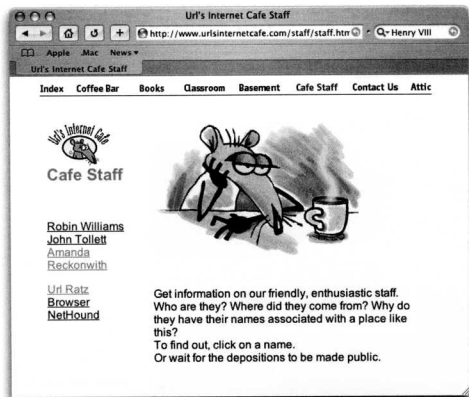 Url's Internet Cafe Staff
http://www.urlsinternetcafe.com/staff/staff.htm
Henry VIII
Apple .Mac News
Url's Internet Cafe Staff
Index Coffee Bar Books Classroom Basement Cafe Staff Contact Us Attic
Url's Internet Cafe
Cafe Staff
Robin Williams
John Tollett
Amanda
Reckonwith
Url Ratz
Browser
NetHound
Get information on our friendly, enthusiastic staff.
Who are they? Where did they come from? Why do
they have their names associated with a place like
this?
To find out, click on a name.
Or wait for the depositions to be made public.